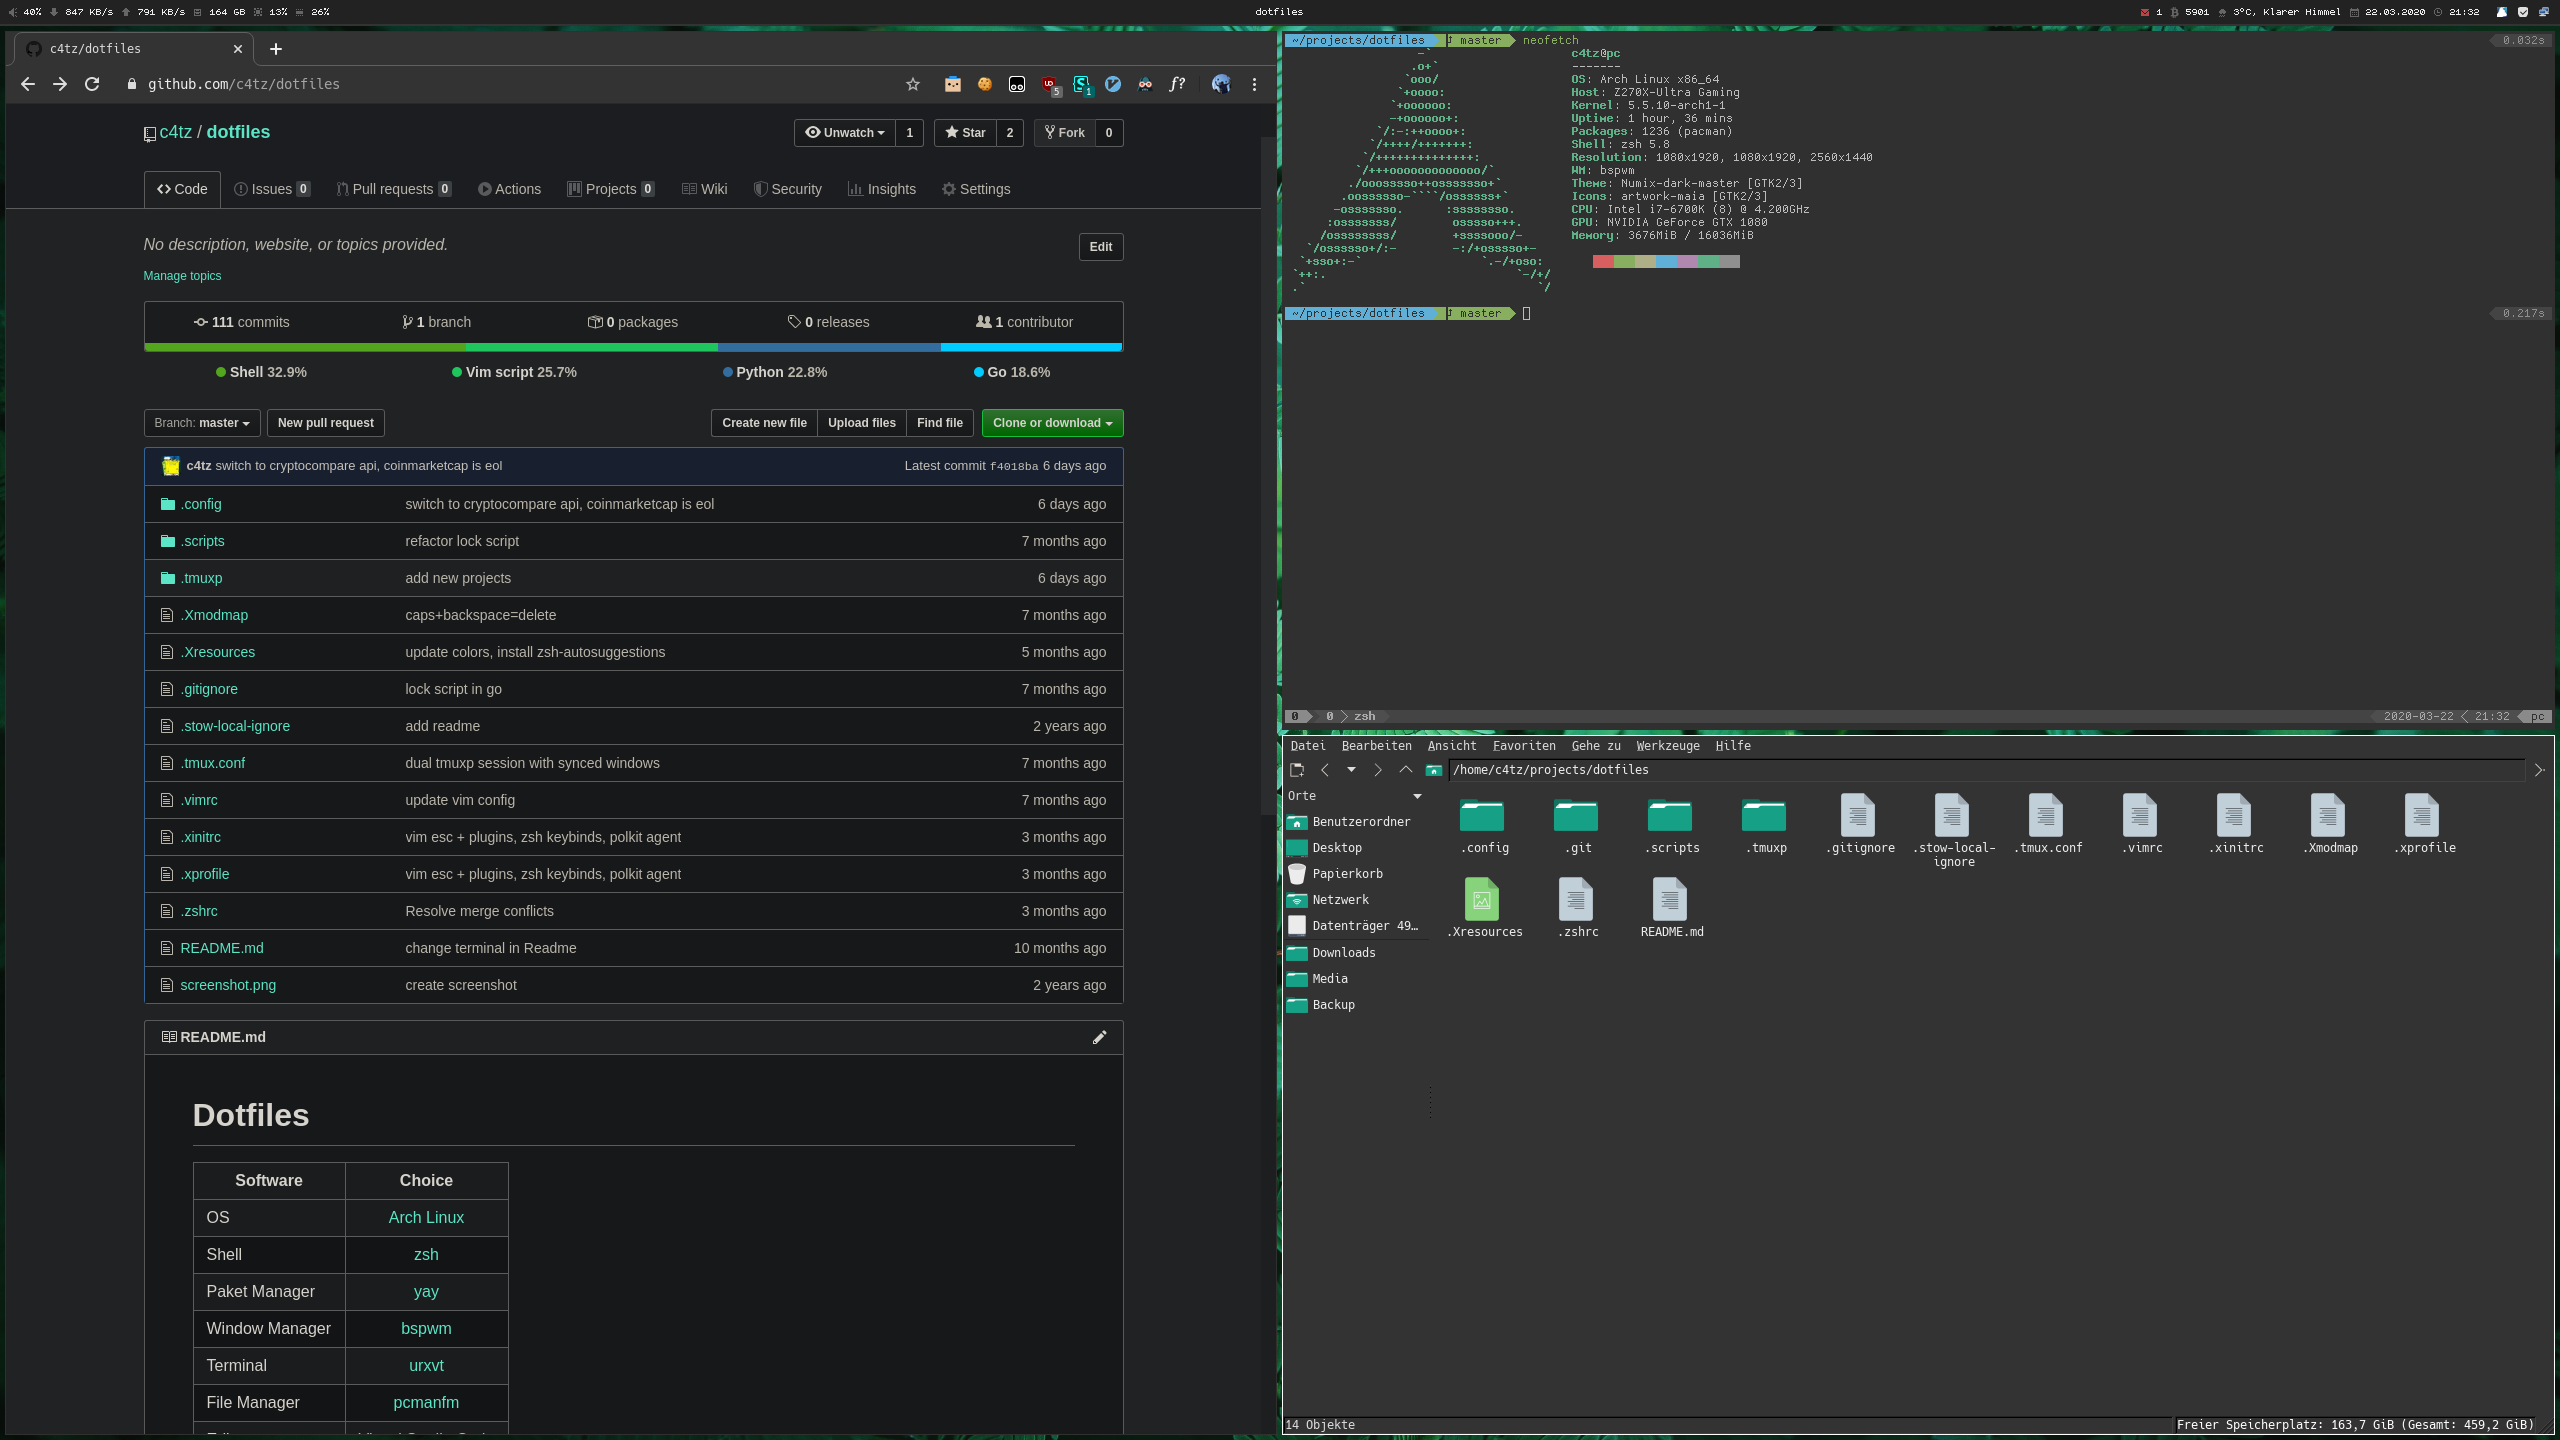 40% 847 KB/s 791 KB/s 164 GB 13% 26%
dotfiles
1 5901 3°C, Klarer Himmel 22.03.2020 21:32
c4tz/dotfiles
github.com/c4tz/dotfiles
5 1 f?
c4tz / dotfiles
Unwatch 1 Star 2 Fork 0
Code Issues 0 Pull requests 0 Actions Projects 0 Wiki Security Insights Settings
No description, website, or topics provided.
Edit
Manage topics
111 commits 1 branch 0 packages 0 releases 1 contributor
Shell 32.9% Vim script 25.7% Python 22.8% Go 18.6%
Branch: master New pull request Create new file Upload files Find file Clone or download
c4tz switch to cryptocompare api, coinmarketcap is eol Latest commit f4018ba 6 days ago
.config switch to cryptocompare api, coinmarketcap is eol 6 days ago
.scripts refactor lock script 7 months ago
.tmuxp add new projects 6 days ago
.Xmodmap caps+backspace=delete 7 months ago
.Xresources update colors, install zsh-autosuggestions 5 months ago
.gitignore lock script in go 7 months ago
.stow-local-ignore add readme 2 years ago
.tmux.conf dual tmuxp session with synced windows 7 months ago
.vimrc update vim config 7 months ago
.xinitrc vim esc + plugins, zsh keybinds, polkit agent 3 months ago
.xprofile vim esc + plugins, zsh keybinds, polkit agent 3 months ago
.zshrc Resolve merge conflicts 3 months ago
README.md change terminal in Readme 10 months ago
screenshot.png create screenshot 2 years ago
README.md
Dotfiles
Software Choice
OS Arch Linux
Shell zsh
Paket Manager yay
Window Manager bspwm
Terminal urxvt
File Manager pcmanfm
~/projects/dotfiles master neofetch 0.032s
c4tz@pc
-------
OS: Arch Linux x86_64
Host: Z270X-Ultra Gaming
Kernel: 5.5.10-arch1-1
Uptime: 1 hour, 36 mins
Packages: 1236 (pacman)
Shell: zsh 5.8
Resolution: 1080x1920, 1080x1920, 2560x1440
WM: bspwm
Theme: Numix-dark-master [GTK2/3]
Icons: artwork-maia [GTK2/3]
CPU: Intel i7-6700K (8) @ 4.200GHz
GPU: NVIDIA GeForce GTX 1080
Memory: 3676MiB / 16036MiB
~/projects/dotfiles master 0.217s
0 0 zsh 2020-03-22 21:32 pc
Datei Bearbeiten Ansicht Favoriten Gehe zu Werkzeuge Hilfe
/home/c4tz/projects/dotfiles
Orte
Benutzerordner
Desktop
Papierkorb
Netzwerk
Datenträger 49…
Downloads
Media
Backup
.config .git .scripts .tmuxp .gitignore .stow-local-ignore .tmux.conf .vimrc .xinitrc .Xmodmap .xprofile
.Xresources .zshrc README.md
14 Objekte
Freier Speicherplatz: 163,7 GiB (Gesamt: 459,2 GiB)